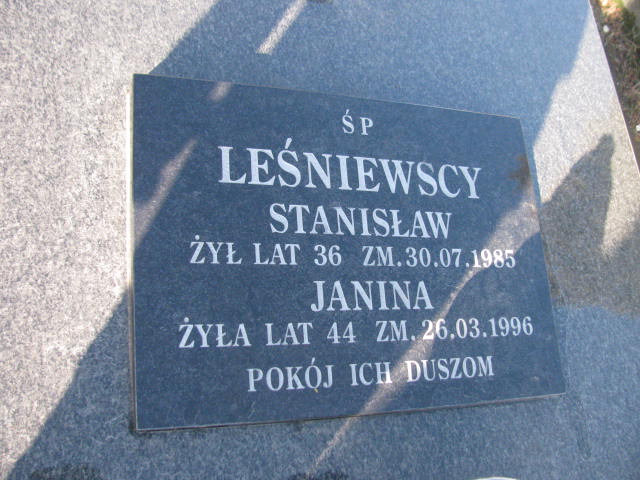 ŚP
LEŚNIEWSCY
STANISŁAW
ŻYŁ LAT 36 ZM.30.07.1985
JANINA
ŻYŁA LAT 44 ZM. 26.03.1996
POKÓJ ICH DUSZOM